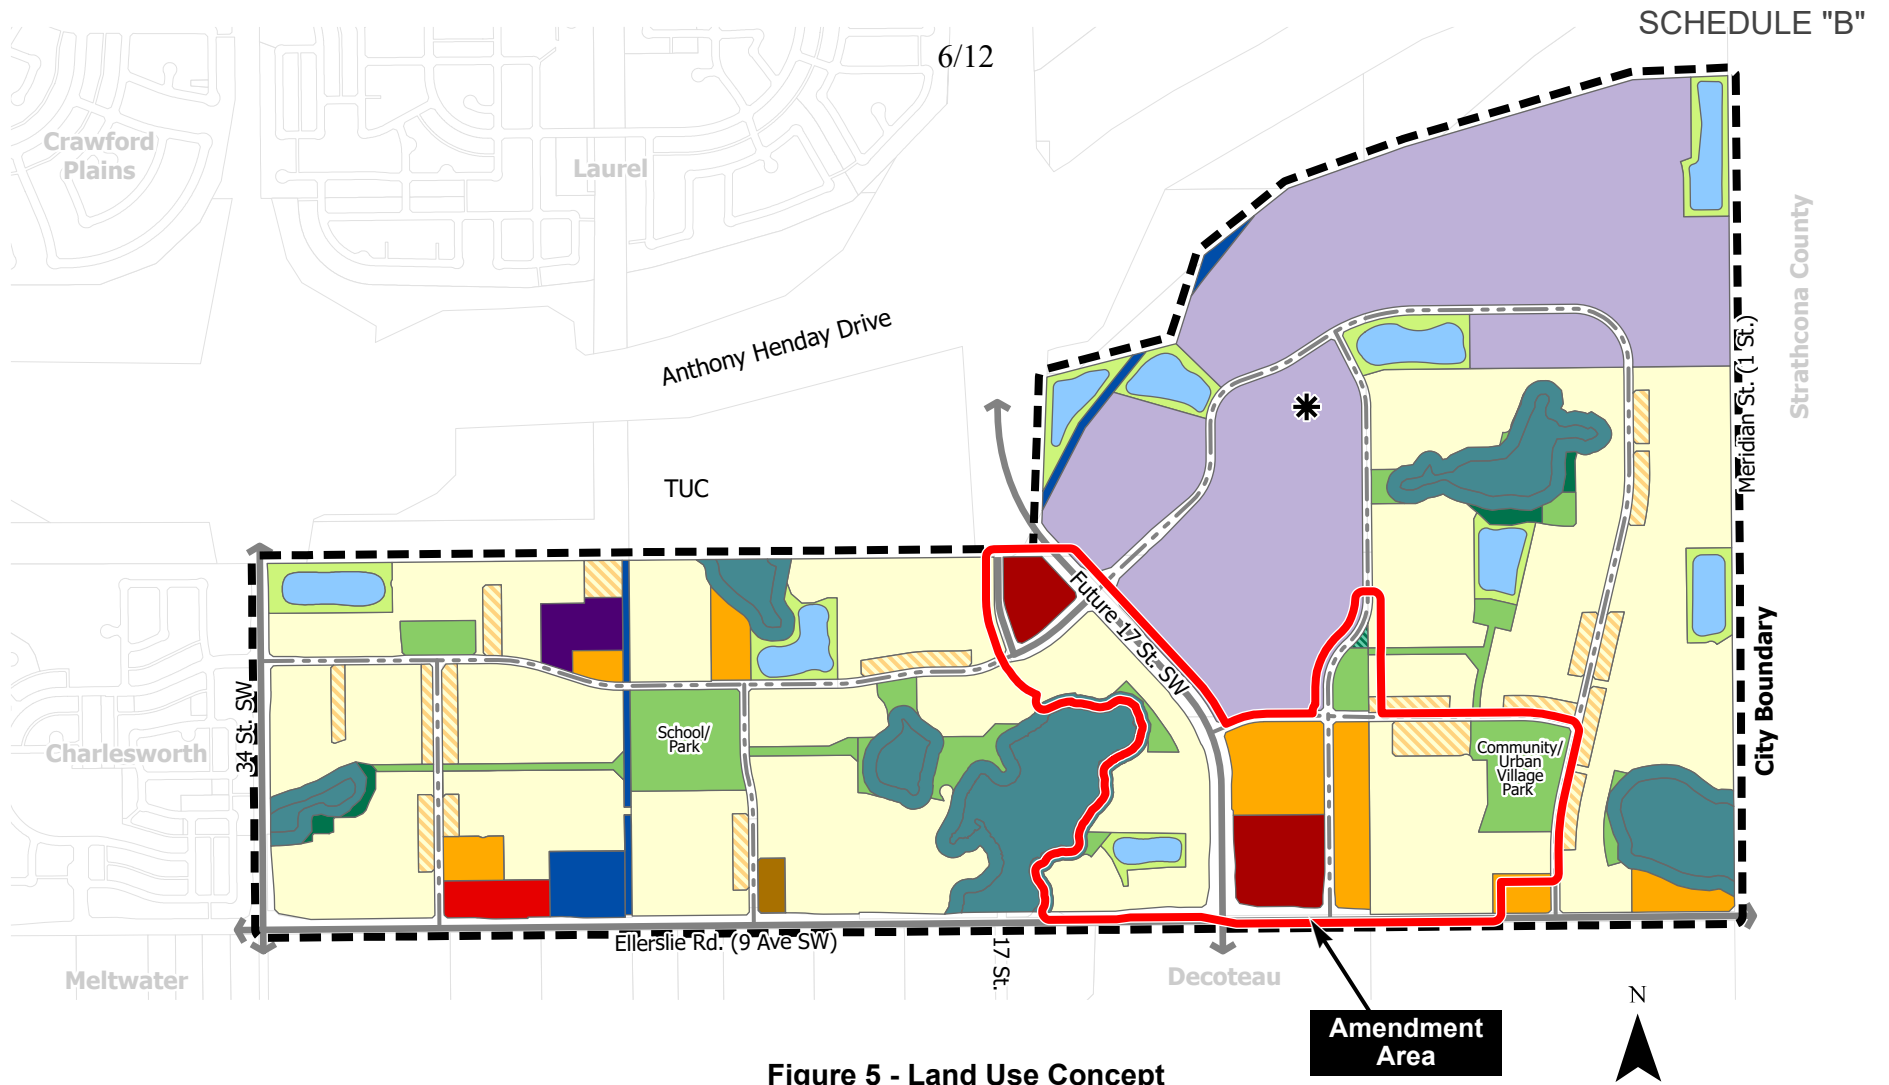 SCHEDULE "B"
6/12
Crawford
Plains
Laurel
Strathcona County
Anthony Henday Drive
Meridian St. (1 St.)
TUC
Future 17 St. SW
City Boundary
34 St. SW
School/
Park
Charlesworth
Community/
Urban
Village
Park
Ellerslie Rd. (9 Ave SW)
17 St.
Meltwater
Decoteau
N
Amendment
Area
Figure 5 - Land Use Concept